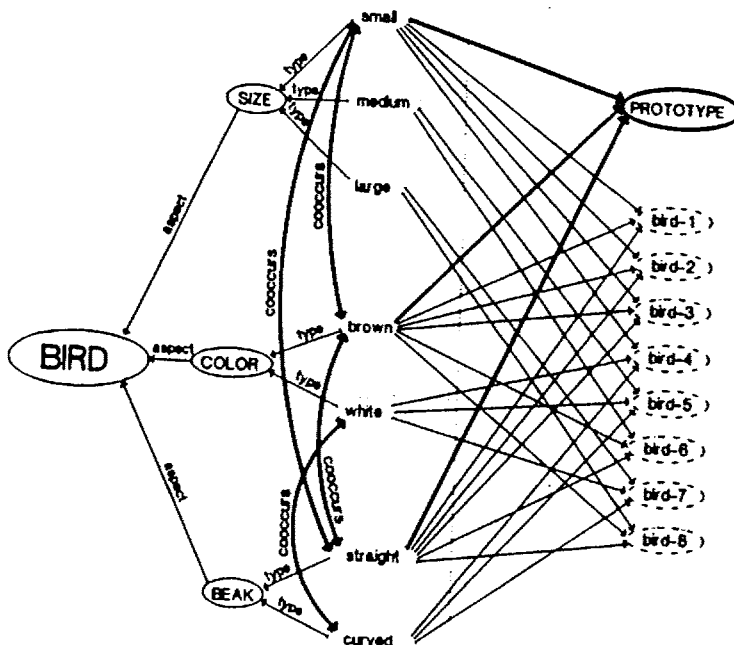 small
type
SIZE
type
medium
type
PROTOTYPE
large
cooccurs
aspect
cooccurs
bird-1
bird-2
bird-3
brown
type
BIRD
aspect
COLOR
bird-4
type
white
bird-5
bird-6
cooccurs
cooccurs
aspect
bird-7
straight
bird-8
type
BEAK
type
curved